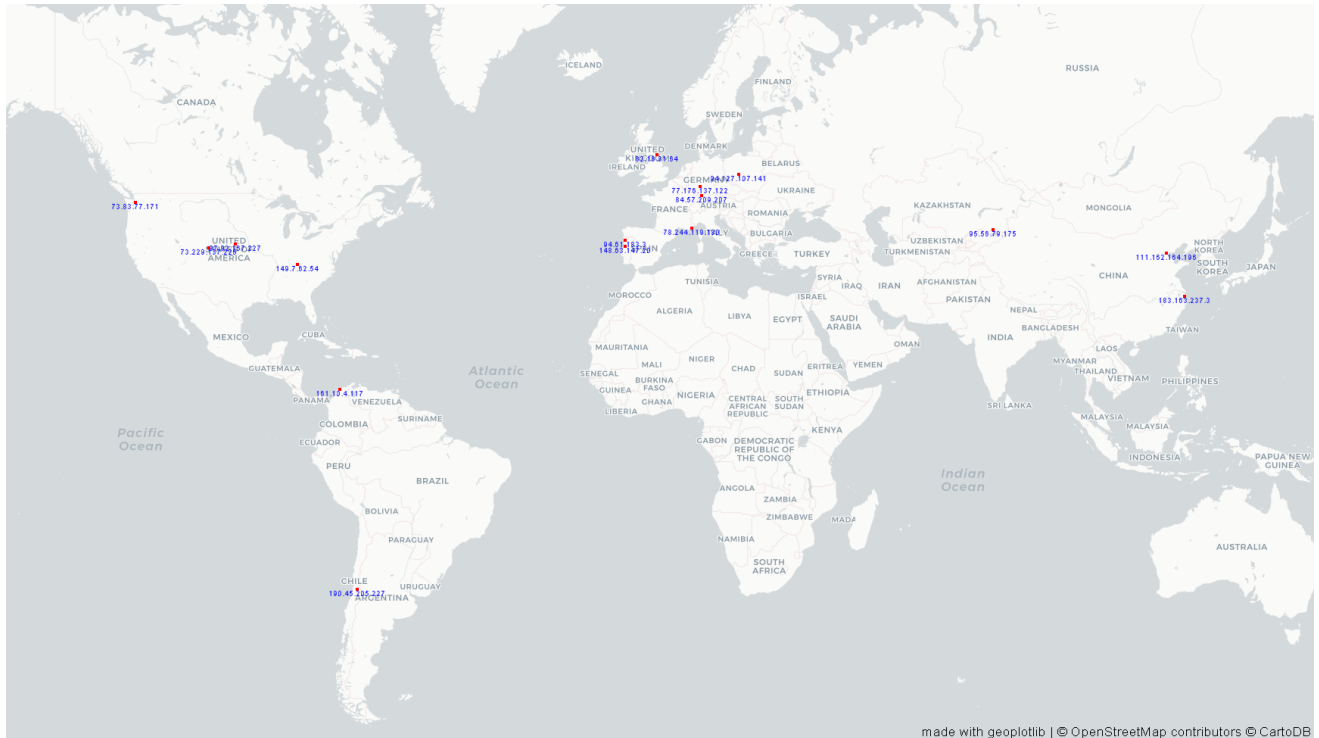 ICELAND
RUSSIA
FINLAND
CANADA
SWEDEN
DENMARK
UNITED
IRELAND
BELARUS
GERMANY
77.176.137.122
UKRAINE
84.57.209.207
AUSTRIA
FRANCE
ROMANIA
BULGARIA
GREECE
TURKEY
73.83.77.171
UNITED
AMERICA
149.7.62.54
KAZAKHSTAN
MONGOLIA
95.56.79.175
UZBEKISTAN
TURKMENISTAN
NORTH
KOREA
SOUTH
KOREA
JAPAN
111.162.164.196
CHINA
183.163.237.3
TUNISIA
SYRIA
IRAQ
IRAN
AFGHANISTAN
PAKISTAN
ISRAEL
MOROCCO
ALGERIA
LIBYA
EGYPT
SAUDI
ARABIA
NEPAL
BANGLADESH
INDIA
TAIWAN
OMAN
YEMEN
LAOS
MYANMAR
THAILAND
VIETNAM
PHILIPPINES
MEXICO
CUBA
GUATEMALA
Atlantic
Ocean
MAURITANIA
MALI
NIGER
CHAD
SUDAN
ERITREA
SENEGAL
BURKINA
FASO
GUINEA
GHANA
NIGERIA
LIBERIA
CENTRAL
AFRICAN
REPUBLIC
SOUTH
SUDAN
ETHIOPIA
SRI LANKA
161.10.4.117
PANAMA
VENEZUELA
COLOMBIA
SURINAME
ECUADOR
MALAYSIA
MALAYSIA
Pacific
Ocean
KENYA
GABON
DEMOCRATIC
REPUBLIC OF
THE CONGO
INDONESIA
PAPUA NEW
GUINEA
PERU
BRAZIL
Indian
Ocean
ANGOLA
ZAMBIA
BOLIVIA
ZIMBABWE
MADA
PARAGUAY
NAMIBIA
AUSTRALIA
SOUTH
AFRICA
CHILE
URUGUAY
190.45.205.227
ARGENTINA
made with geoplotlib | © OpenStreetMap contributors © CartoDB